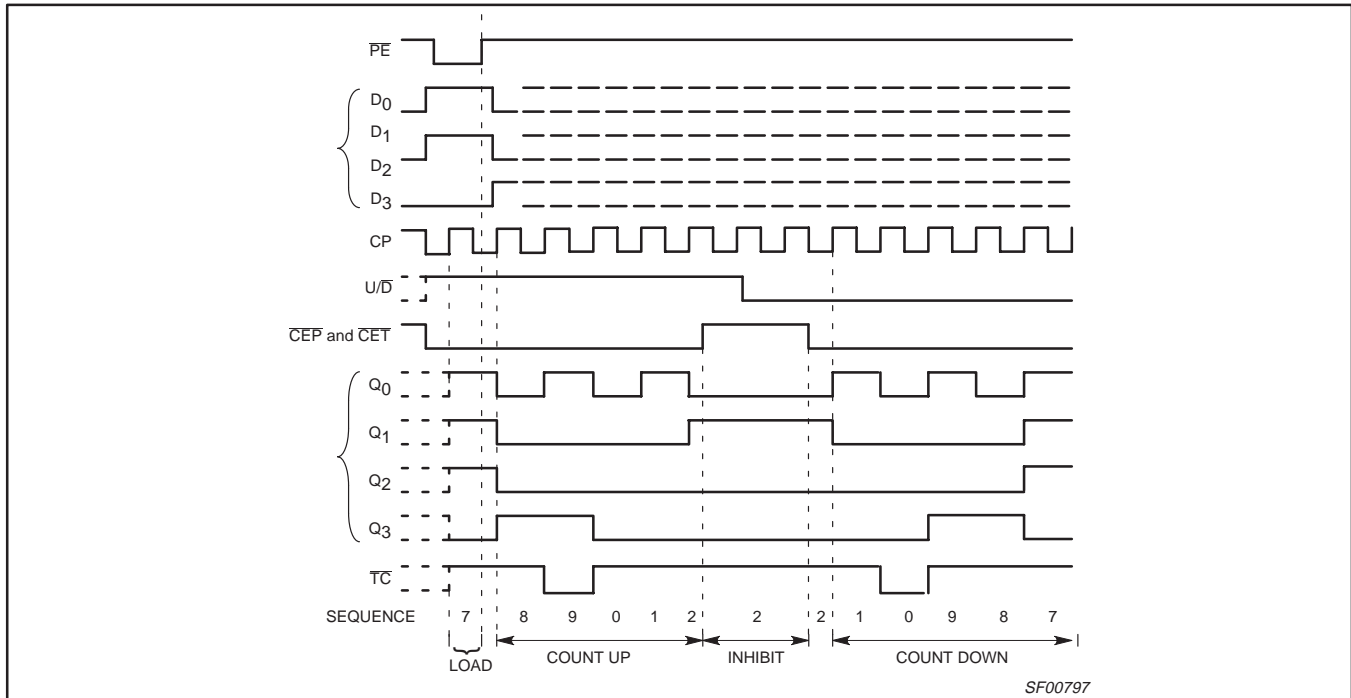 PE
D0
D1
D2
D3
CP
U/D
CEP and CET
Q0
Q1
Q2
Q3
TC
SEQUENCE 7 8 9 0 1 2 2 2 1 0 9 8 7
LOAD COUNT UP INHIBIT COUNT DOWN
SF00797